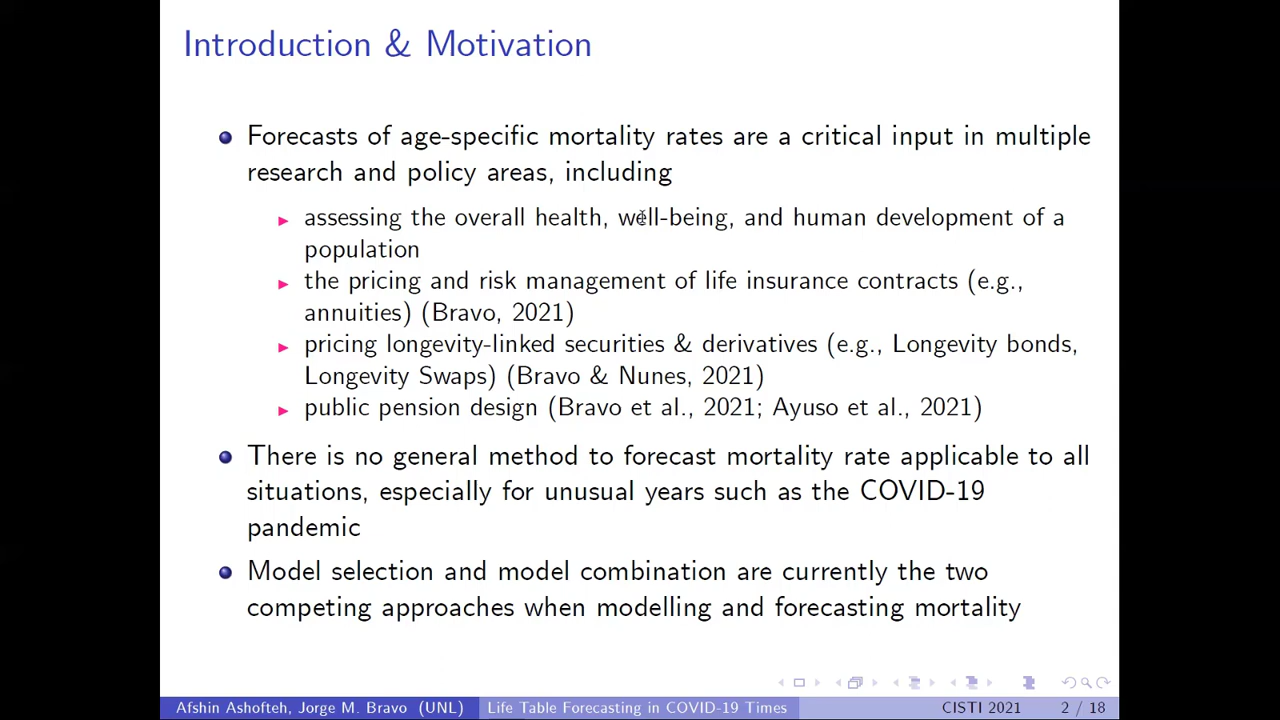 Introduction & Motivation
Forecasts of age-specific mortality rates are a critical input in multiple
research and policy areas, including
assessing the overall health, well-being, and human development of a
population
the pricing and risk management of life insurance contracts (e.g.,
annuities) (Bravo, 2021)
pricing longevity-linked securities & derivatives (e.g., Longevity bonds,
Longevity Swaps) (Bravo & Nunes, 2021)
public pension design (Bravo et al., 2021; Ayuso et al., 2021)
There is no general method to forecast mortality rate applicable to all
situations, especially for unusual years such as the COVID-19
pandemic
Model selection and model combination are currently the two
competing approaches when modelling and forecasting mortality
Afshin Ashofteh, Jorge M. Bravo (UNL) Life Table Forecasting in COVID-19 Times CISTI 2021 2 / 18